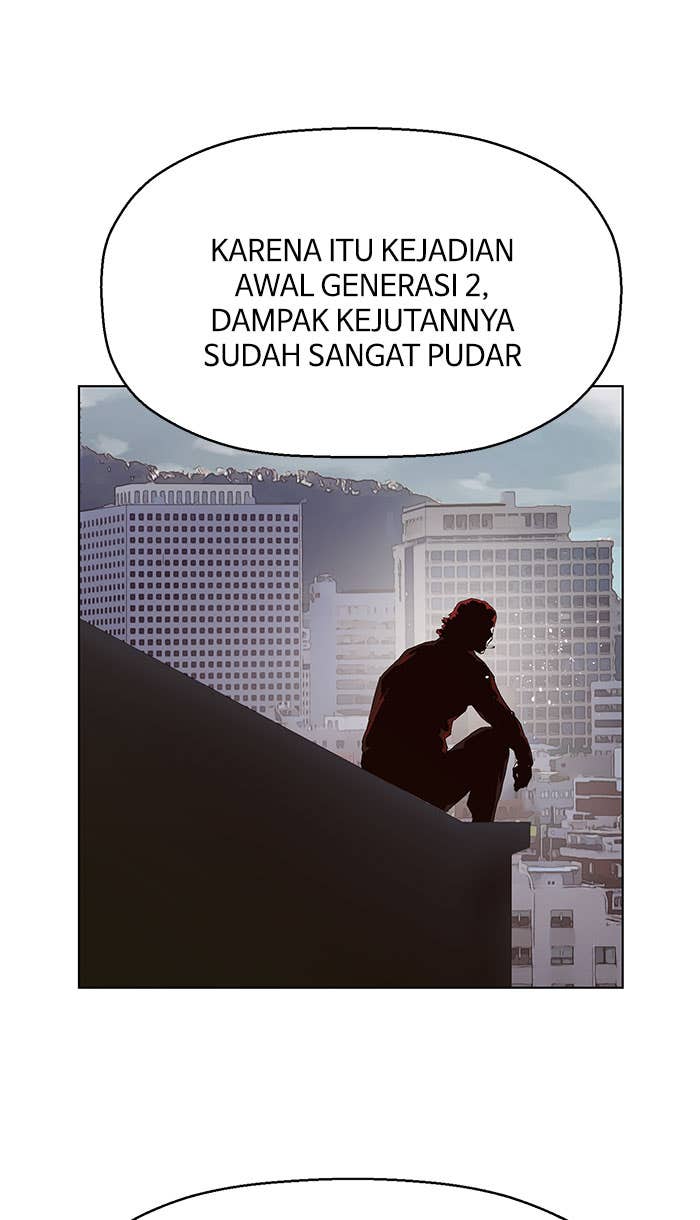 KARENA ITU KEJADIAN
AWAL GENERASI 2,
DAMPAK KEJUTANNYA
SUDAH SANGAT PUDAR